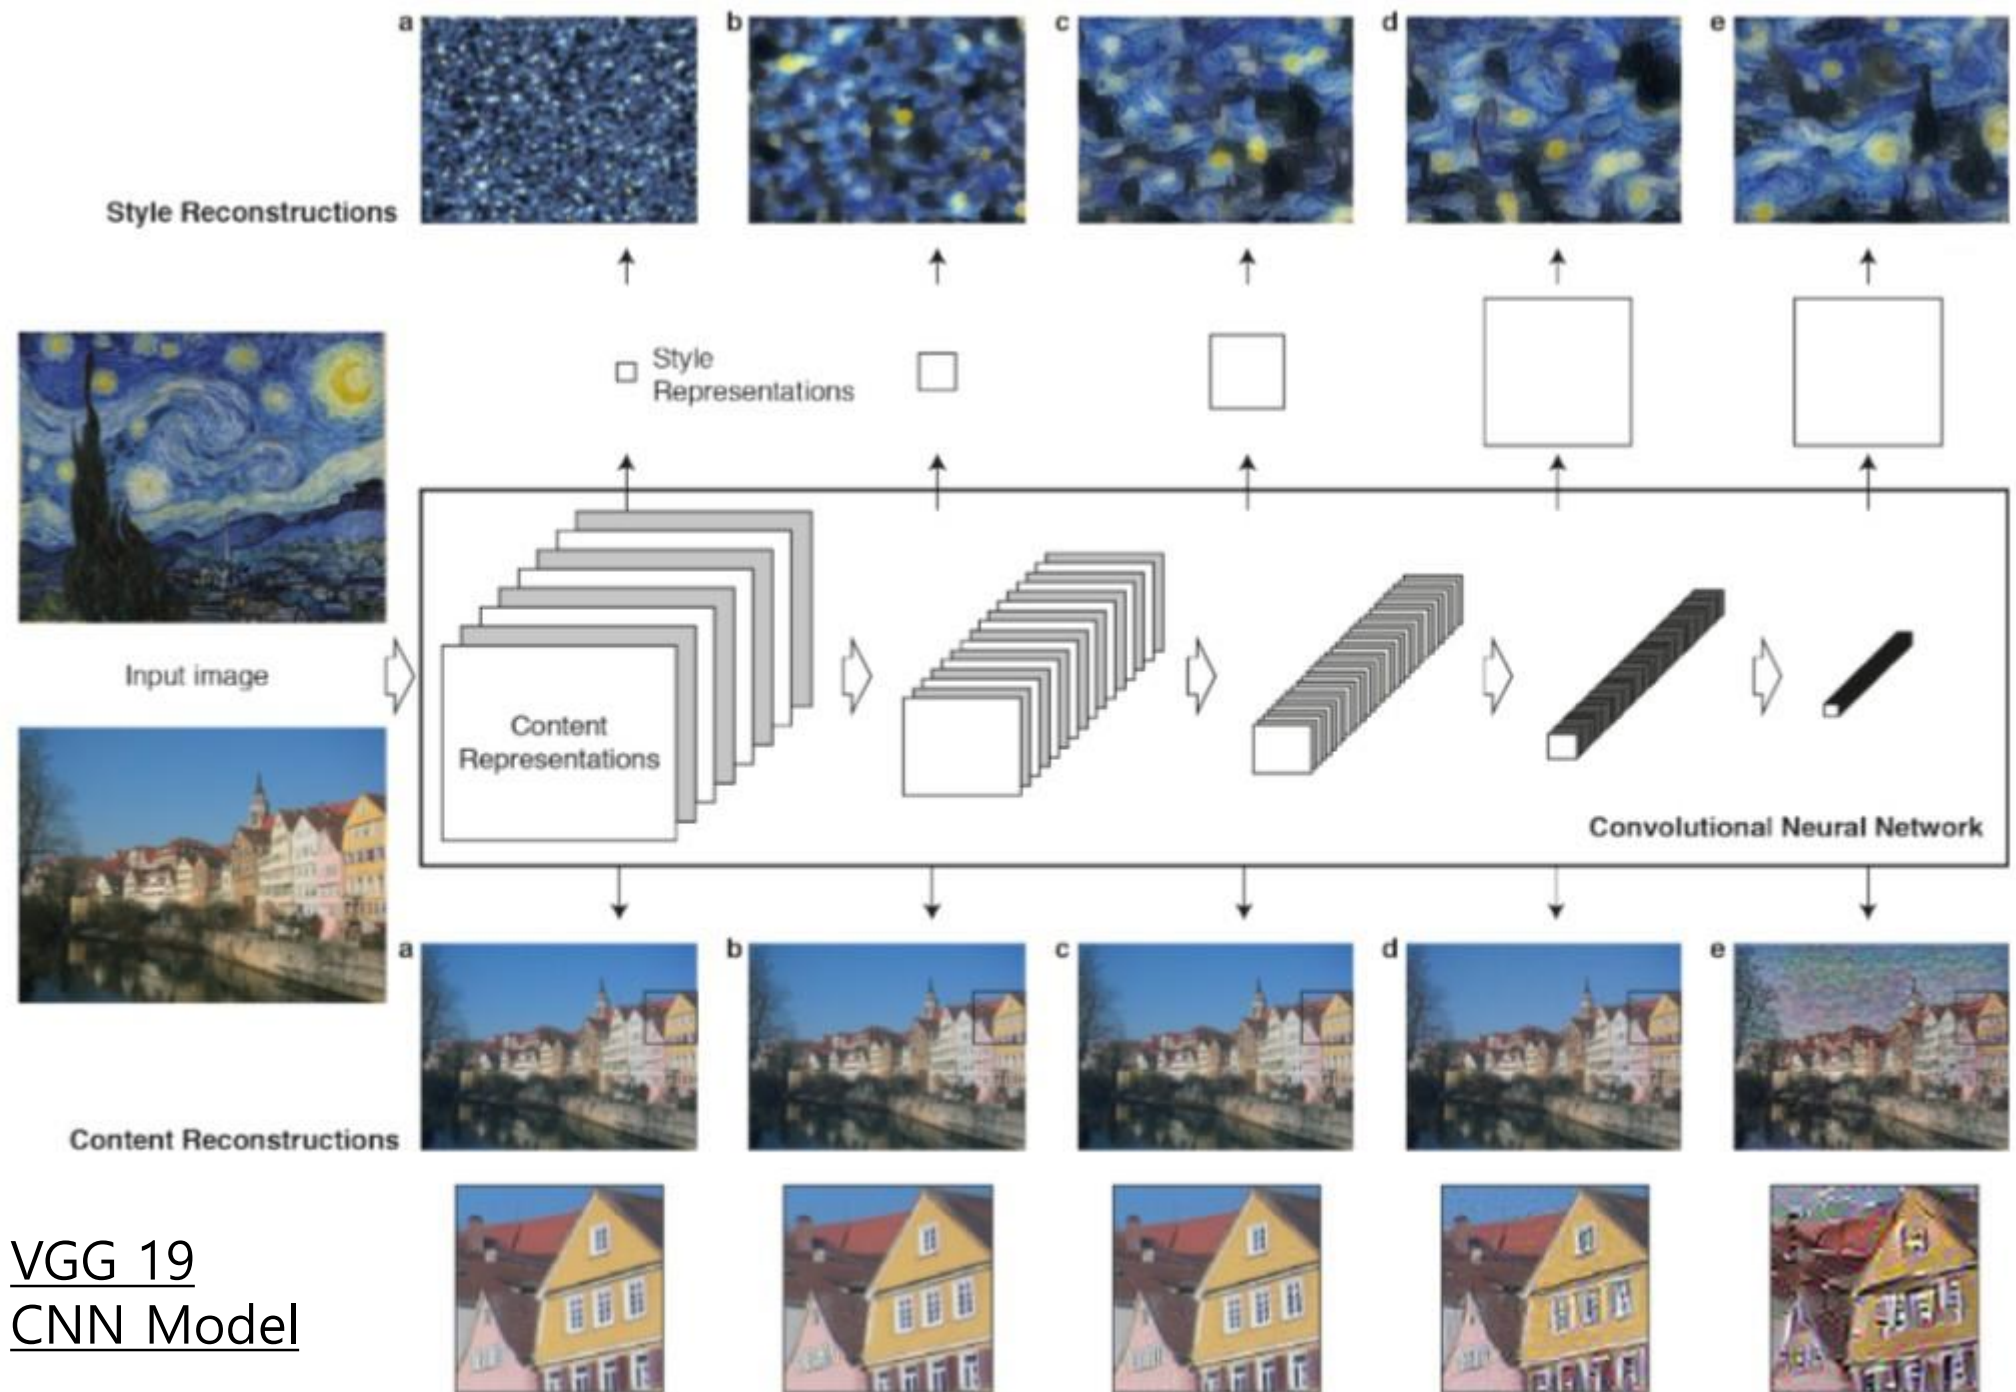 a b c d e
Style Reconstructions
Style
Representations
Input image
Content
Representations
Convolutional Neural Network
a b c d e
Content Reconstructions
VGG 19
CNN Model